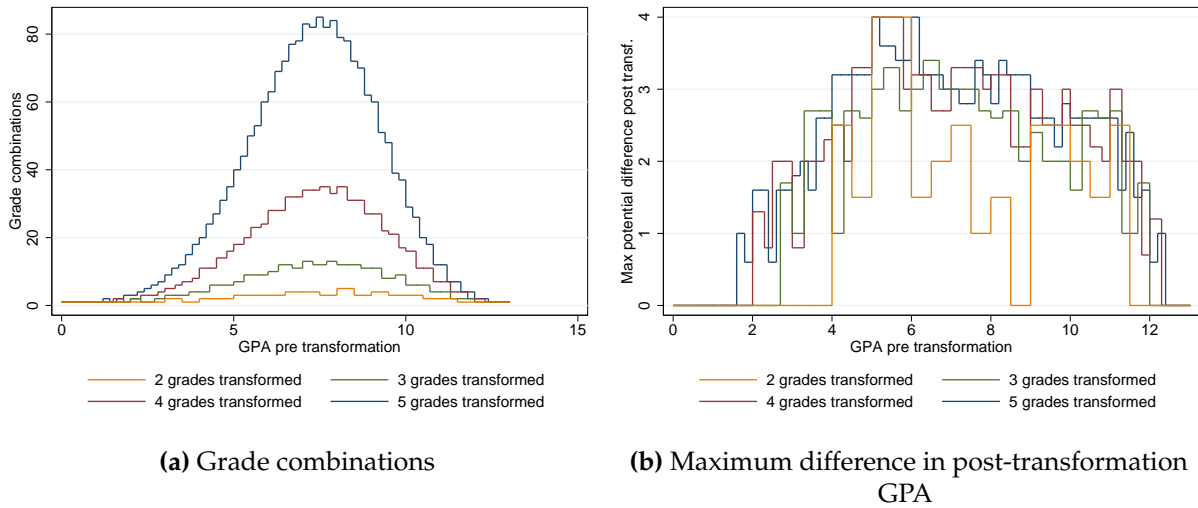 Grade combinations
80
60
40
20
0
0 5 10 15
GPA pre transformation
2 grades transformed 3 grades transformed
4 grades transformed 5 grades transformed
(a) Grade combinations
Max potential difference post transf.
4
3
2
1
0
0 2 4 6 8 10 12
GPA pre transformation
2 grades transformed 3 grades transformed
4 grades transformed 5 grades transformed
(b) Maximum difference in post-transformation
GPA